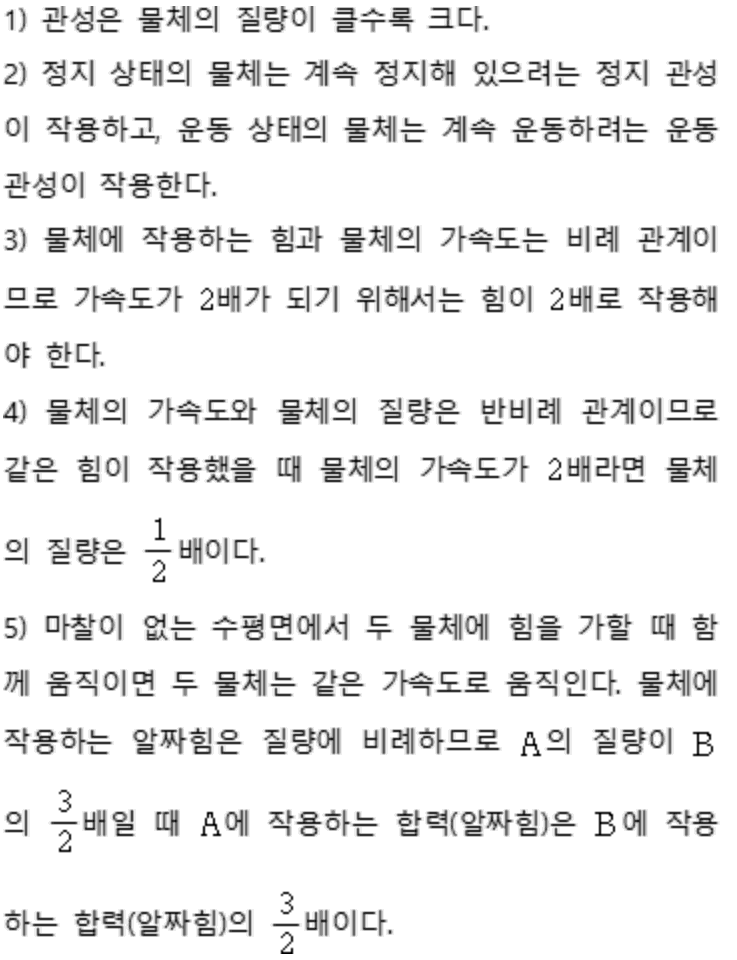 1) 관성은 물체의 질량이 클수록 크다.
2) 정지 상태의 물체는 계속 정지해 있으려는 정지 관성
이 작용하고, 운동 상태의 물체는 계속 운동하려는 운동
관성이 작용한다.
3) 물체에 작용하는 힘과 물체의 가속도는 비례 관계이
므로 가속도가 2배가 되기 위해서는 힘이 2배로 작용해
야 한다.
4) 물체의 가속도와 물체의 질량은 반비례 관계이므로
같은 힘이 작용했을 때 물체의 가속도가 2배라면 물체
의 질량은 1/2배이다.
5) 마찰이 없는 수평면에서 두 물체에 힘을 가할 때 함
께 움직이면 두 물체는 같은 가속도로 움직인다. 물체에
작용하는 알짜힘은 질량에 비례하므로 A의 질량이 B
의 3/2배일 때 A에 작용하는 합력(알짜힘)은 B에 작용
하는 합력(알짜힘)의 3/2배이다.